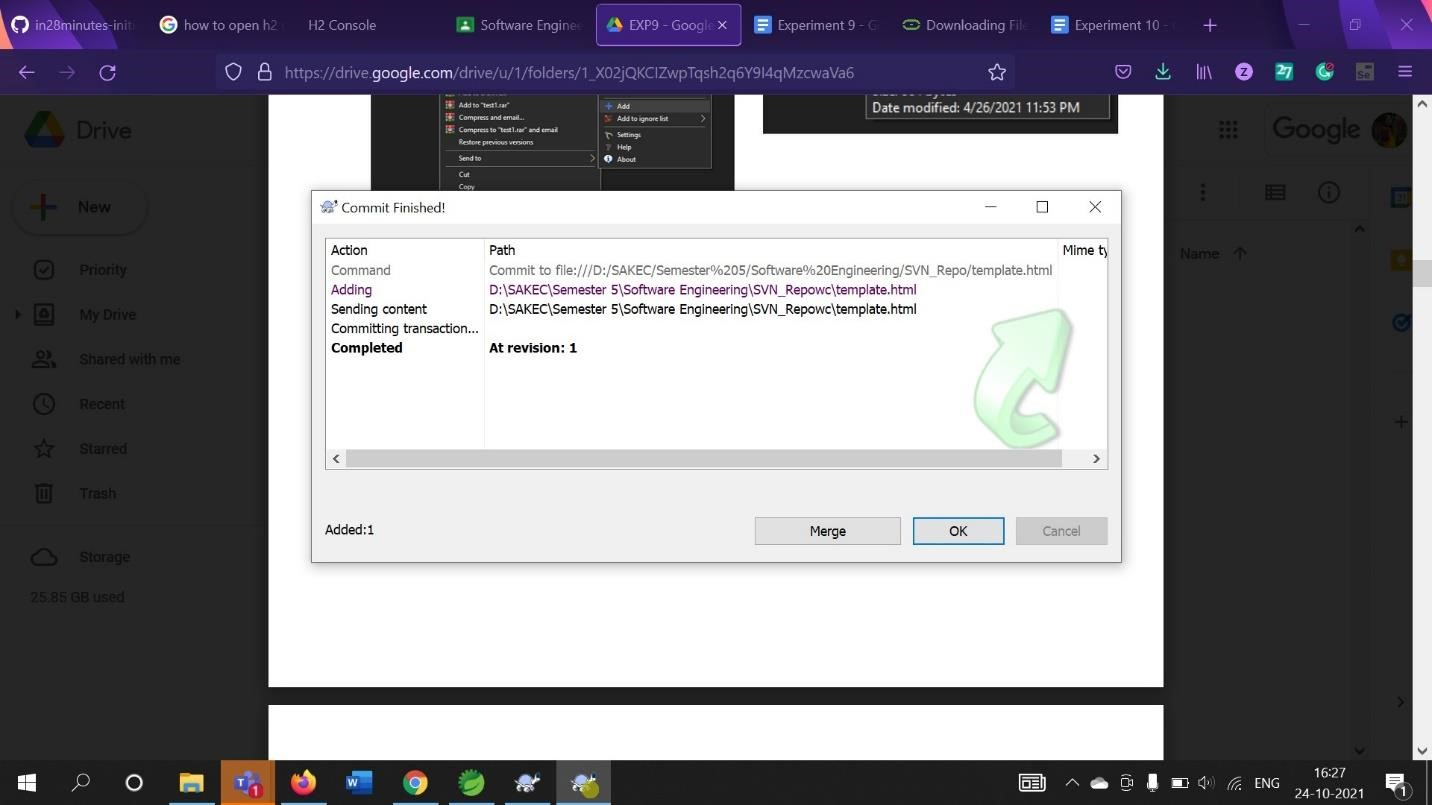 in28minutes-initi
how to open h2
H2 Console
Software Enginee
EXP9 - Google
Experiment 9 - G
Downloading File
Experiment 10 -
https://drive.google.com/drive/u/1/folders/1_X02jQKCIZwpTqsh2q6Y9I4qMzcwaVa6
Drive
New
Priority
My Drive
Shared with me
Recent
Starred
Trash
Storage
25.85 GB used
Google
Name
Add to "test1.rar"
Compress and email...
Compress to "test1.rar" and email
Restore previous versions
Send to
Cut
Copy
Add
Add to ignore list
Settings
Help
About
Date modified: 4/26/2021 11:53 PM
Commit Finished!
Action Path Mime ty
Command Commit to file:///D:/SAKEC/Semester%205/Software%20Engineering/SVN_Repo/template.html
Adding D:\SAKEC\Semester 5\Software Engineering\SVN_Repowc\template.html
Sending content D:\SAKEC\Semester 5\Software Engineering\SVN_Repowc\template.html
Committing transaction...
Completed At revision: 1
Added:1
Merge OK Cancel
ENG
16:27
24-10-2021